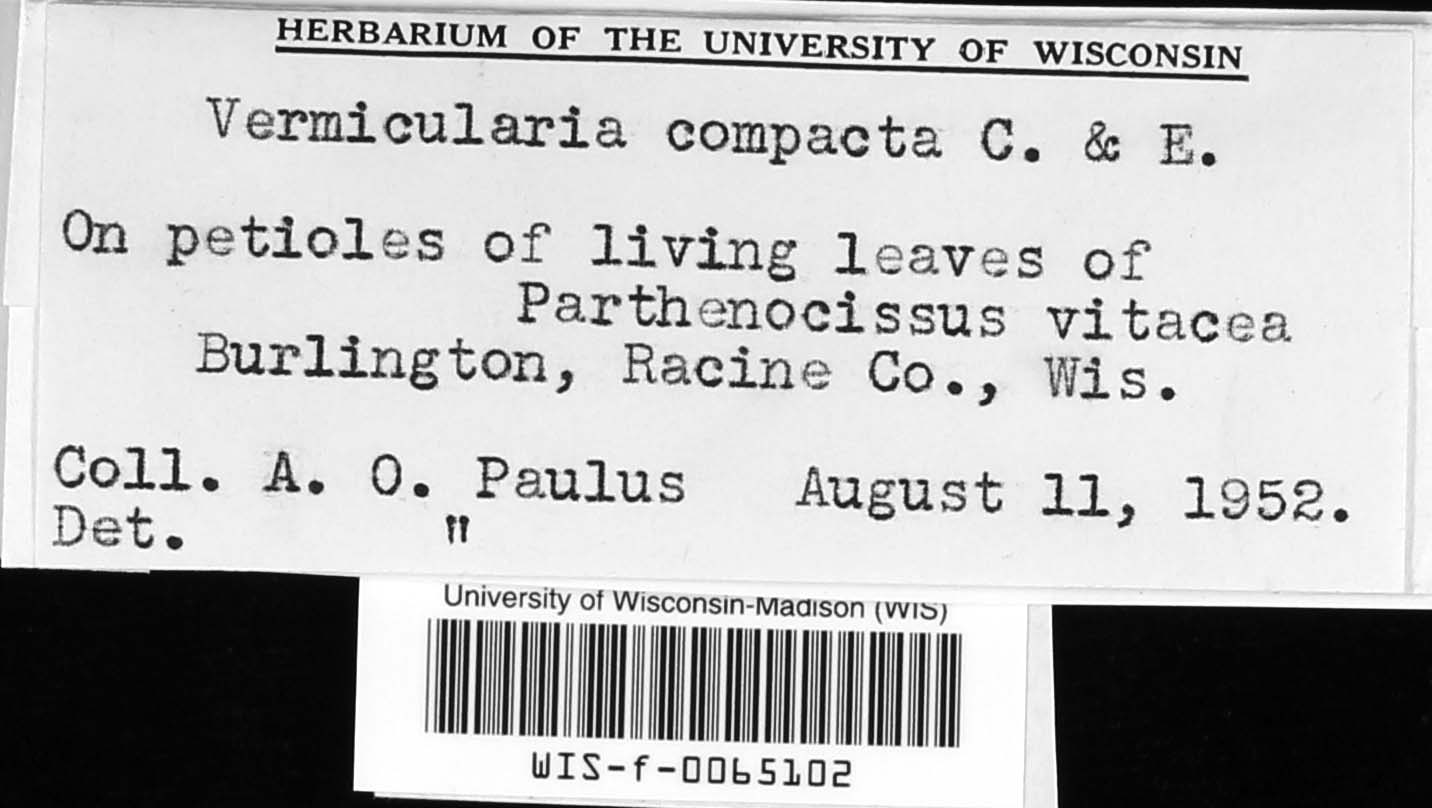 HERBARIUM OF THE UNIVERSITY OF WISCONSIN
Vermicularia compacta C. & E.
On petioles of living leaves of
Parthenocissus vitacea
Burlington, Racine Co., Wis.
Coll. A. O. Paulus August 11, 1952.
Det. "
University of Wisconsin-Madison (WIS)
WIS-f-0065102